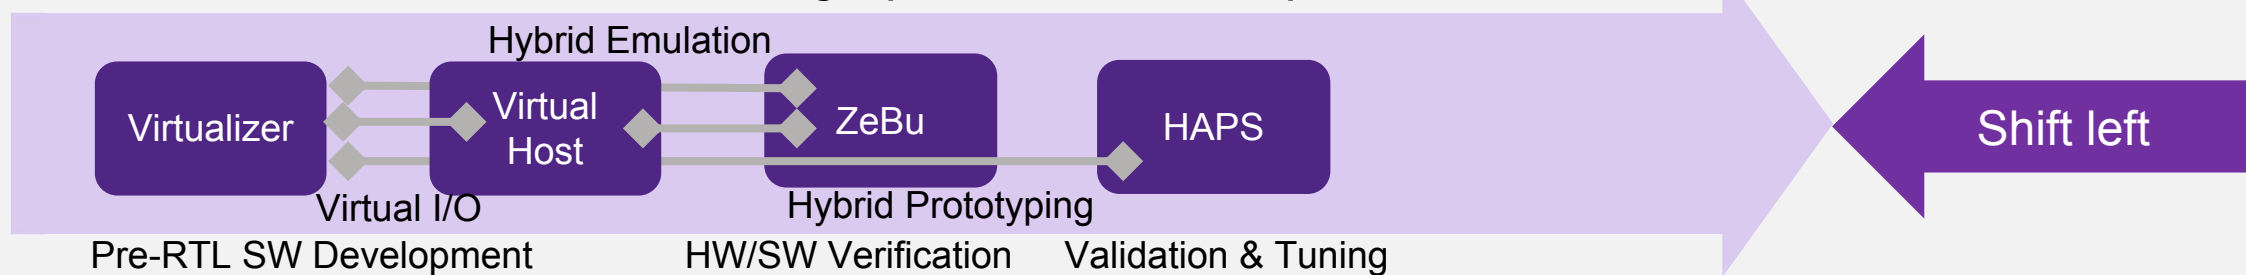 Hybrid Emulation
Virtualizer
Virtual
Host
ZeBu
HAPS
Shift left
Virtual I/O
Hybrid Prototyping
Pre-RTL SW Development
HW/SW Verification
Validation & Tuning